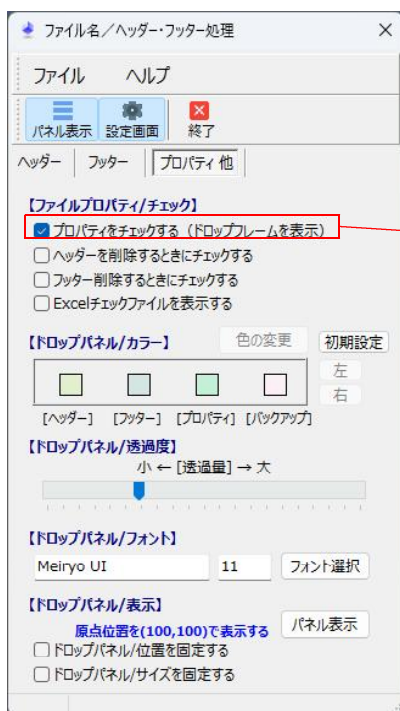 ファイル名／ヘッダー・フッター処理
ファイル ヘルプ
パネル表示 設定画面 終了
ヘッダー フッター プロパティ 他
【ファイルプロパティ/チェック】
プロパティをチェックする（ドロップフレームを表示）
ヘッダーを削除するときにチェックする
フッター削除するときにチェックする
Excelチェックファイルを表示する
【ドロップパネル/カラー】 色の変更 初期設定
左
右
[ヘッダー] [フッター] [プロパティ] [バックアップ]
【ドロップパネル/透過度】
小 ← [透過量] → 大
【ドロップパネル/フォント】
Meiryo UI 11 フォント選択
【ドロップパネル/表示】
原点位置を(100,100)で表示する パネル表示
ドロップパネル/位置を固定する
ドロップパネル/サイズを固定する